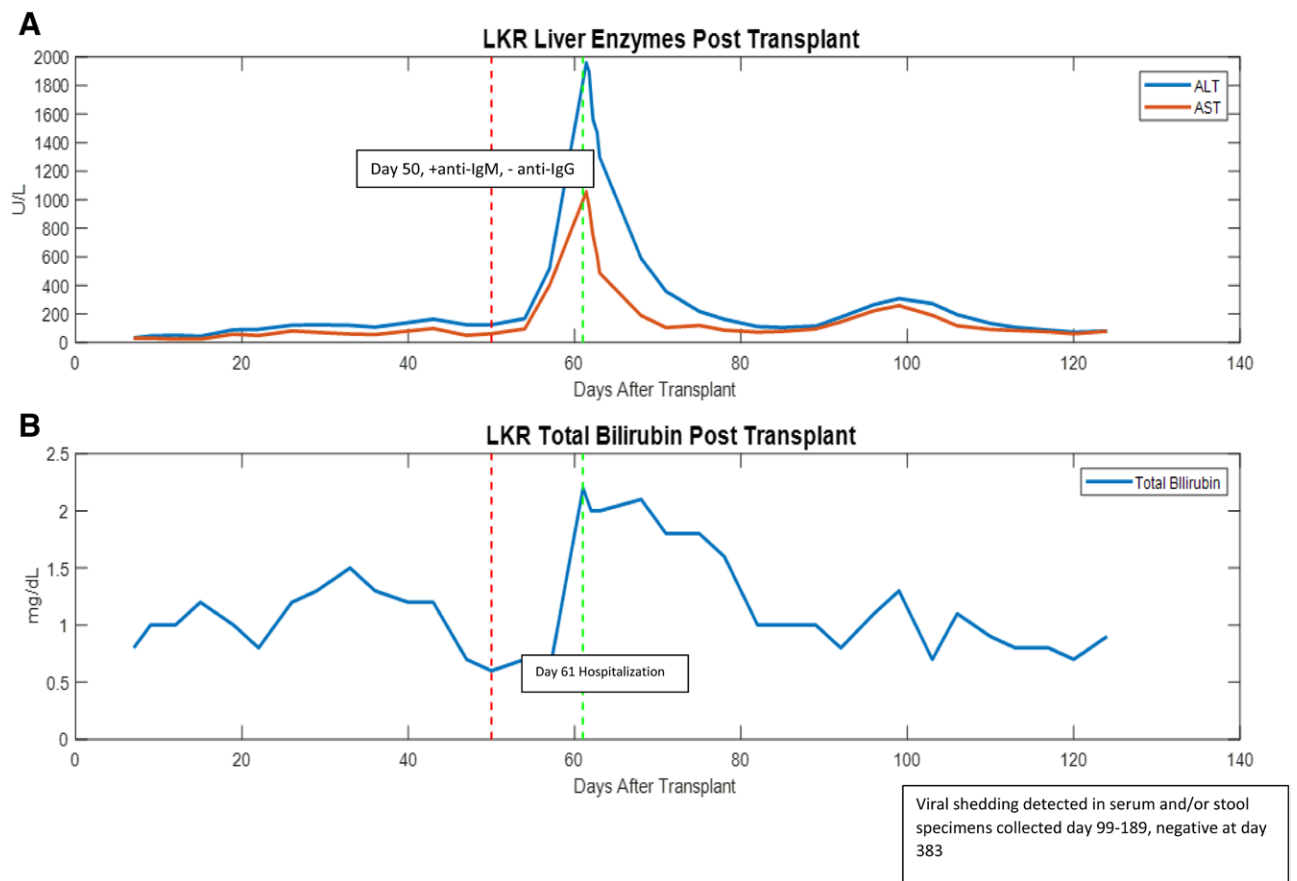 A
LKR Liver Enzymes Post Transplant
2000
1800
1600
1400
1200
1000
800
600
400
200
0
U/L
ALT
AST
Day 50, +anti-IgM, - anti-IgG
0 20 40 60 80 100 120 140
Days After Transplant
B
LKR Total Bilirubin Post Transplant
2.5
2
1.5
1
0.5
0
mg/dL
Total BIlirubin
Day 61 Hospitalization
0 20 40 60 80 100 120 140
Days After Transplant
Viral shedding detected in serum and/or stool
specimens collected day 99-189, negative at day
383